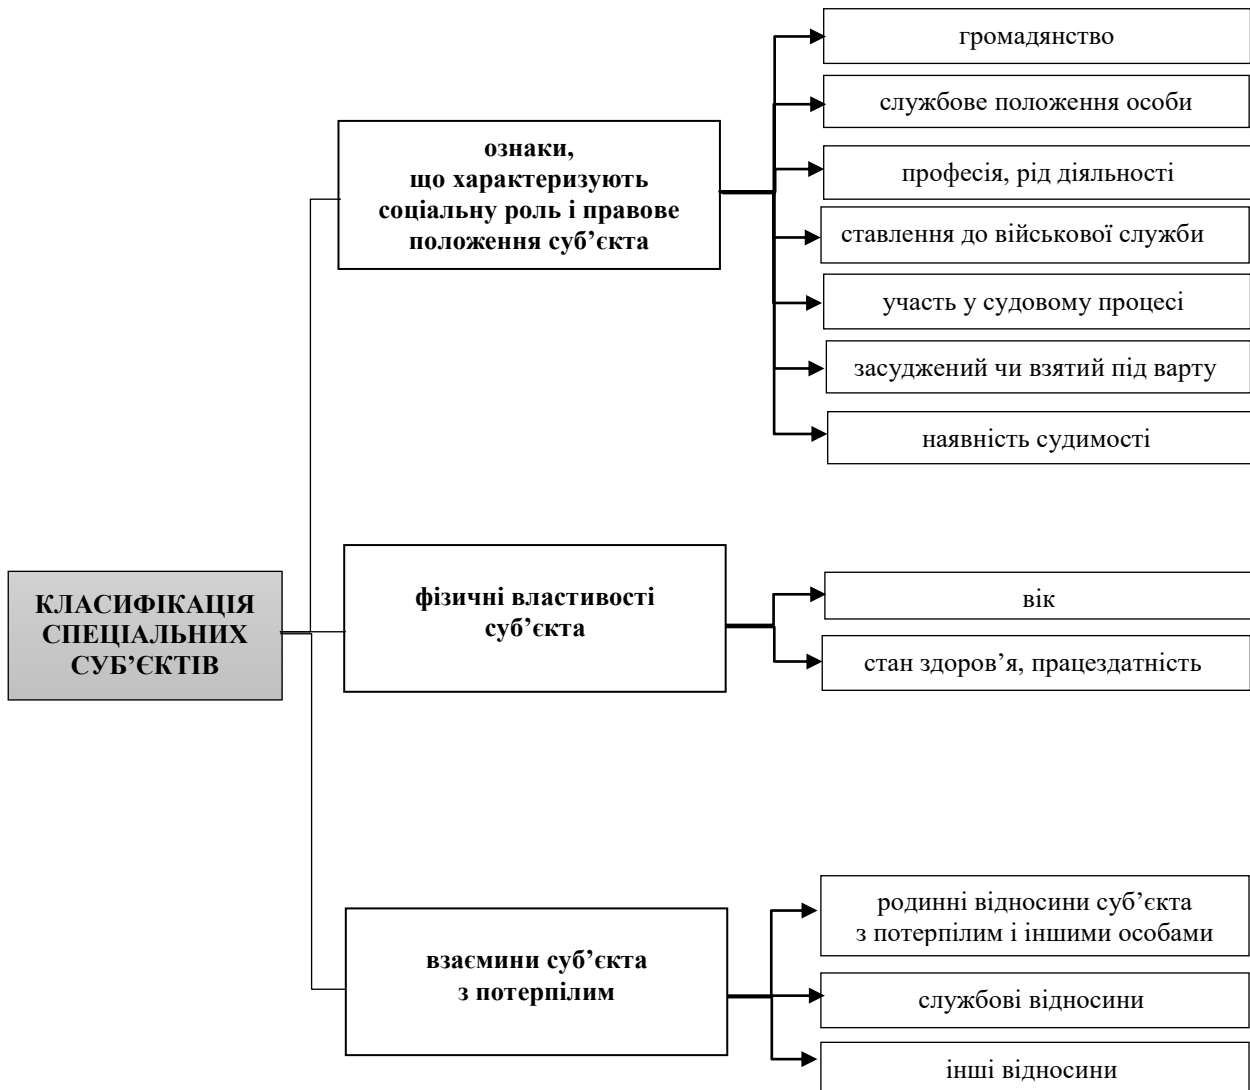 КЛАСИФІКАЦІЯ
СПЕЦІАЛЬНИХ
СУБ’ЄКТІВ
ознаки,
що характеризують
соціальну роль і правове
положення суб’єкта
громадянство
службове положення особи
професія, рід діяльності
ставлення до військової служби
участь у судовому процесі
засуджений чи взятий під варту
наявність судимості
фізичні властивості
суб’єкта
вік
стан здоров’я, працездатність
взаємини суб’єкта
з потерпілим
родинні відносини суб’єкта
з потерпілим і іншими особами
службові відносини
інші відносини